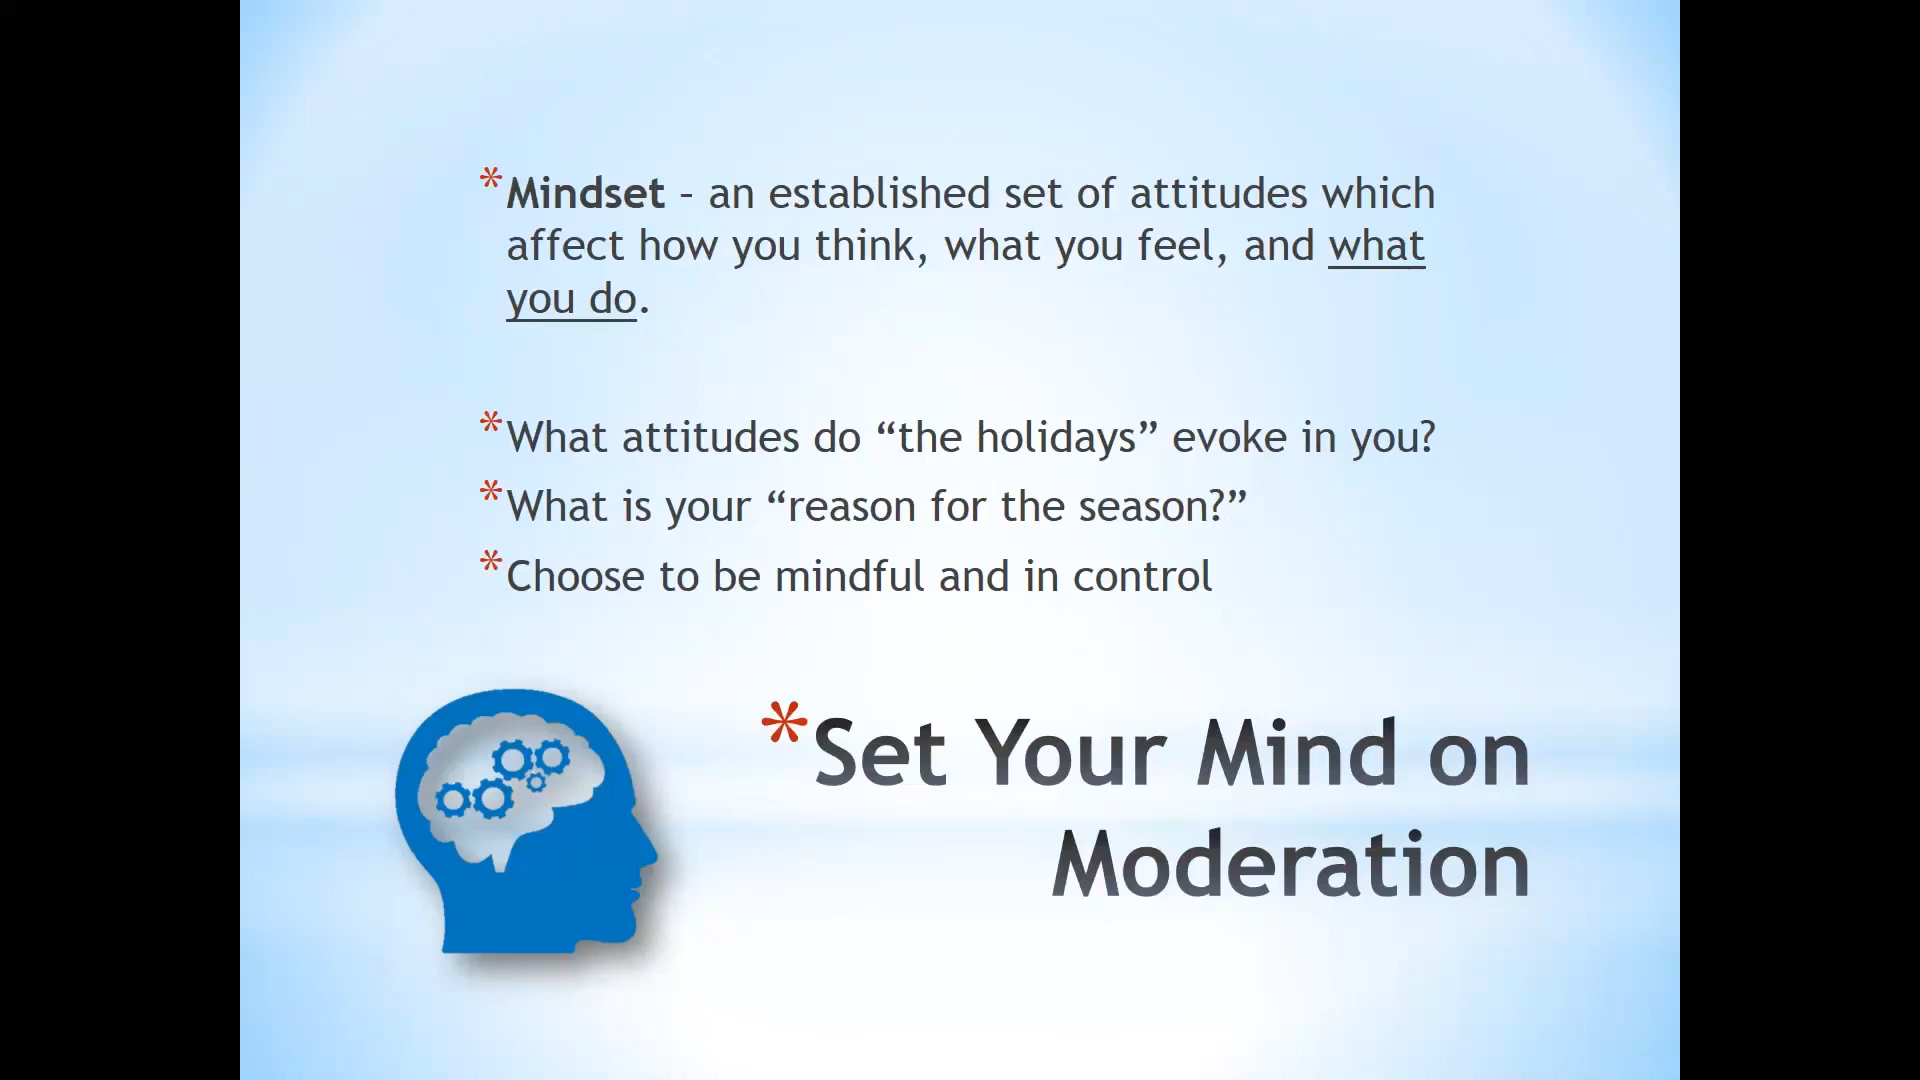 *Mindset – an established set of attitudes which
affect how you think, what you feel, and what
you do.
*What attitudes do “the holidays” evoke in you?
*What is your “reason for the season?”
*Choose to be mindful and in control
*Set Your Mind on
Moderation